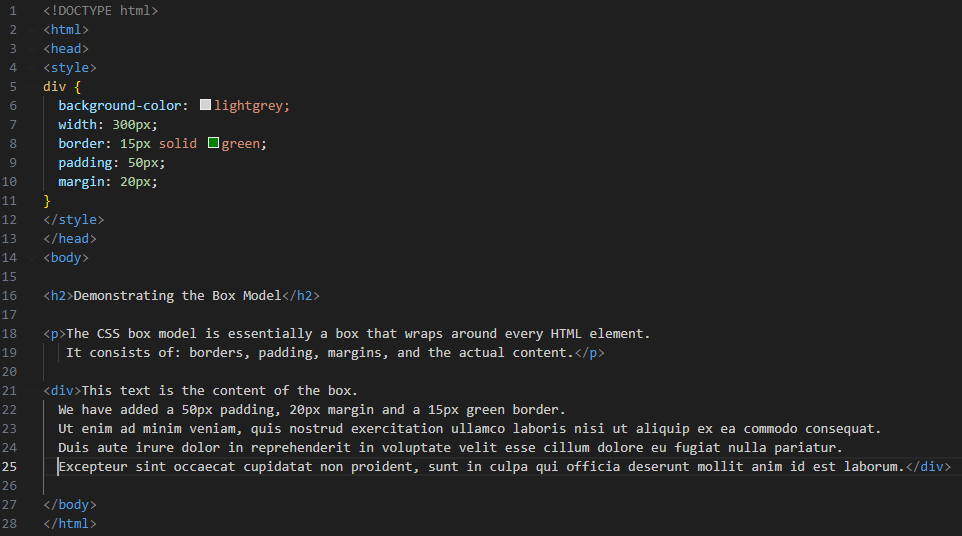 1 <!DOCTYPE html>
2 <html>
3 <head>
4 <style>
5 div {
6   background-color: lightgrey;
7   width: 300px;
8   border: 15px solid green;
9   padding: 50px;
10   margin: 20px;
11 }
12 </style>
13 </head>
14 <body>
15
16 <h2>Demonstrating the Box Model</h2>
17
18 <p>The CSS box model is essentially a box that wraps around every HTML element.
19    It consists of: borders, padding, margins, and the actual content.</p>
20
21 <div>This text is the content of the box.
22   We have added a 50px padding, 20px margin and a 15px green border.
23   Ut enim ad minim veniam, quis nostrud exercitation ullamco laboris nisi ut aliquip ex ea commodo consequat.
24   Duis aute irure dolor in reprehenderit in voluptate velit esse cillum dolore eu fugiat nulla pariatur.
25   Excepteur sint occaecat cupidatat non proident, sunt in culpa qui officia deserunt mollit anim id est laborum.</div>
26
27 </body>
28 </html>